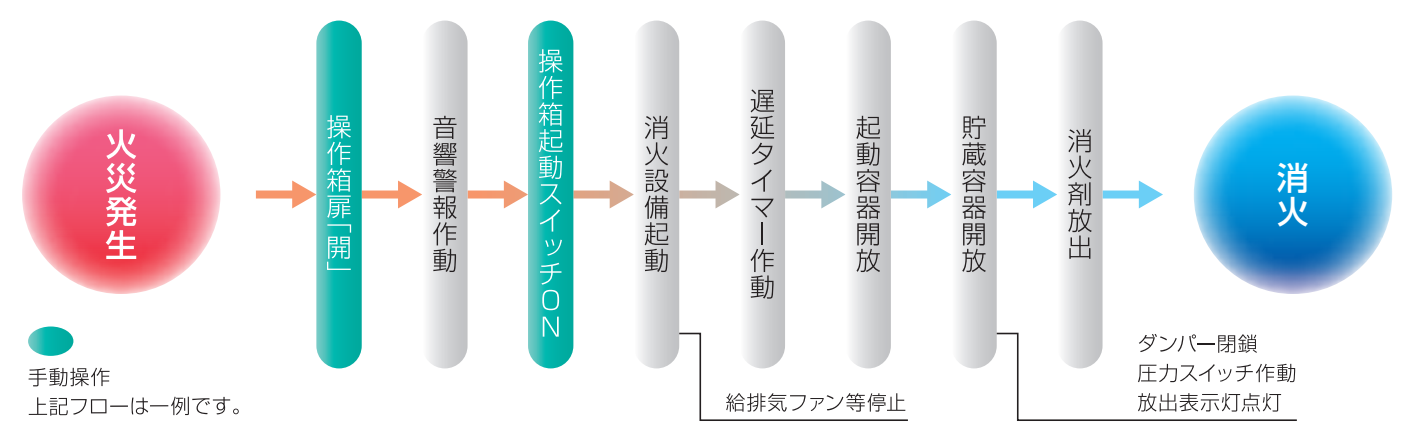 火災発生
操作箱扉「開」
音響警報作動
操作箱起動スイッチON
消火設備起動
遅延タイマー作動
起動容器開放
貯蔵容器開放
消火剤放出
消火
手動操作
上記フローは一例です。
給排気ファン等停止
ダンパー閉鎖
圧力スイッチ作動
放出表示灯点灯